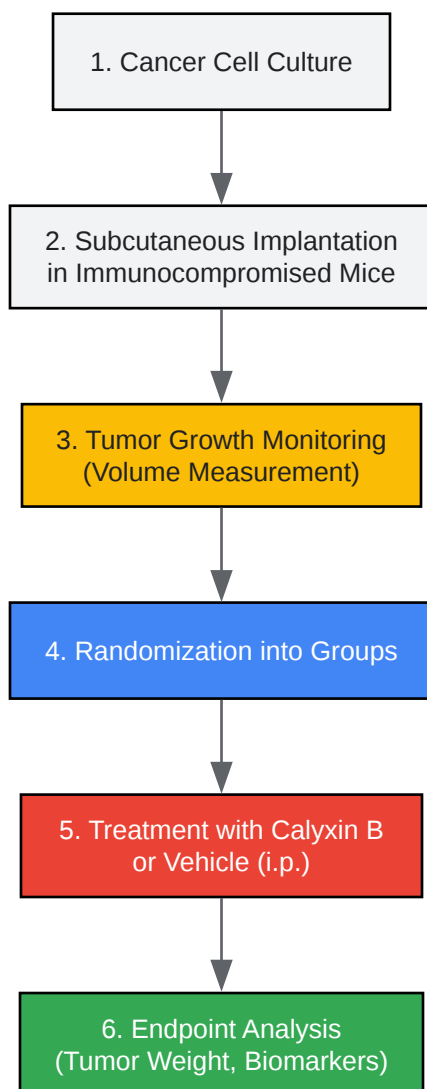 1. Cancer Cell Culture
2. Subcutaneous Implantation
in Immunocompromised Mice
3. Tumor Growth Monitoring
(Volume Measurement)
4. Randomization into Groups
5. Treatment with Calyxin B
or Vehicle (i.p.)
6. Endpoint Analysis
(Tumor Weight, Biomarkers)